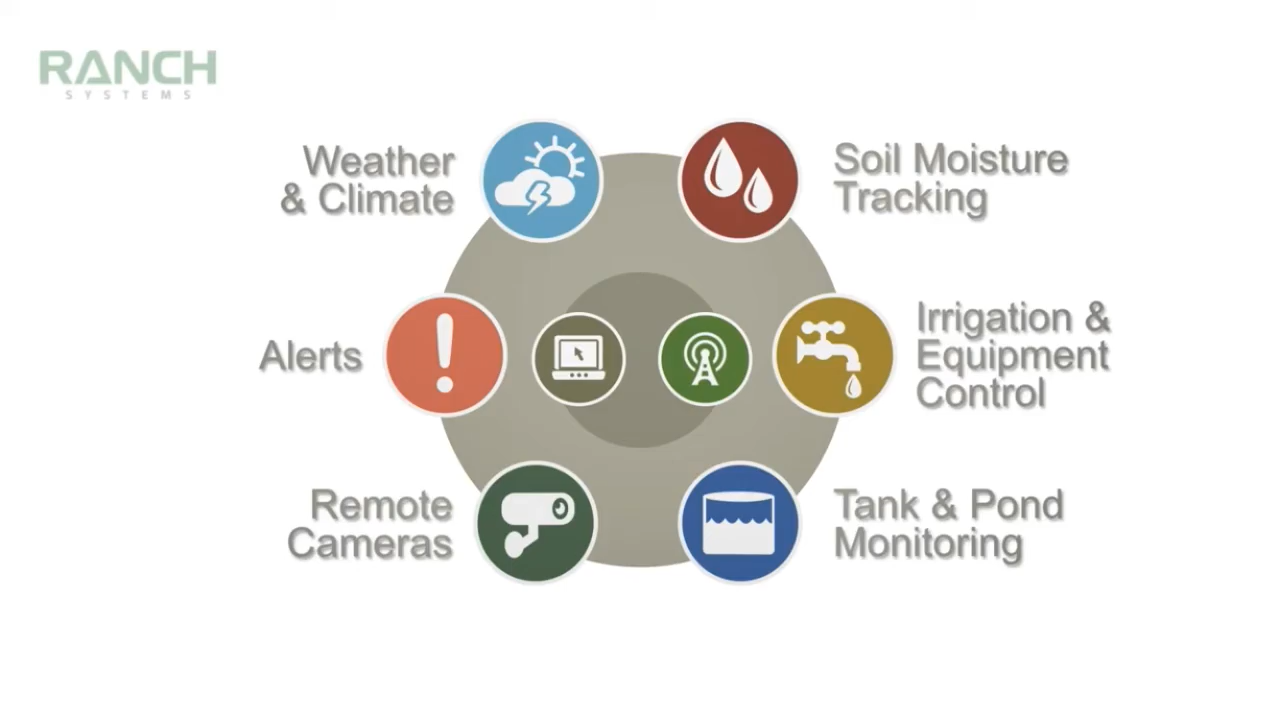 RANCH
SYSTEMS
Weather
& Climate
Soil Moisture
Tracking
Alerts
Irrigation &
Equipment
Control
Remote
Cameras
Tank & Pond
Monitoring